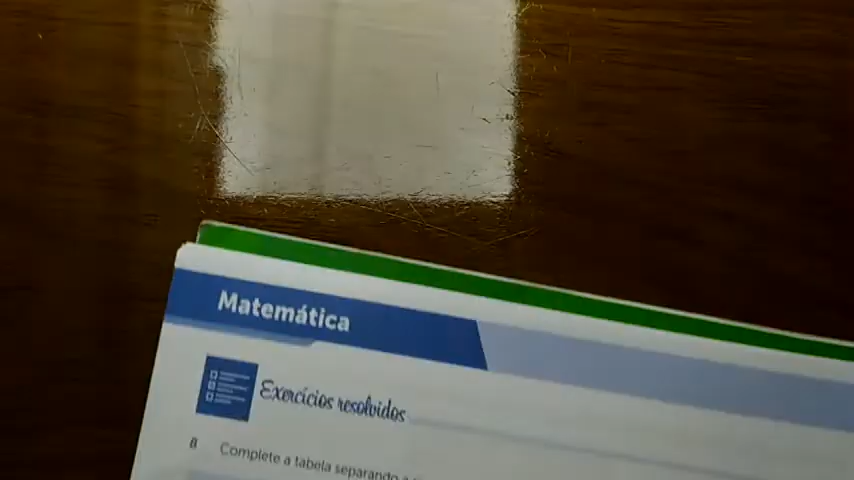 Matemática
Exercícios resolvidos
8 Complete a tabela separando a